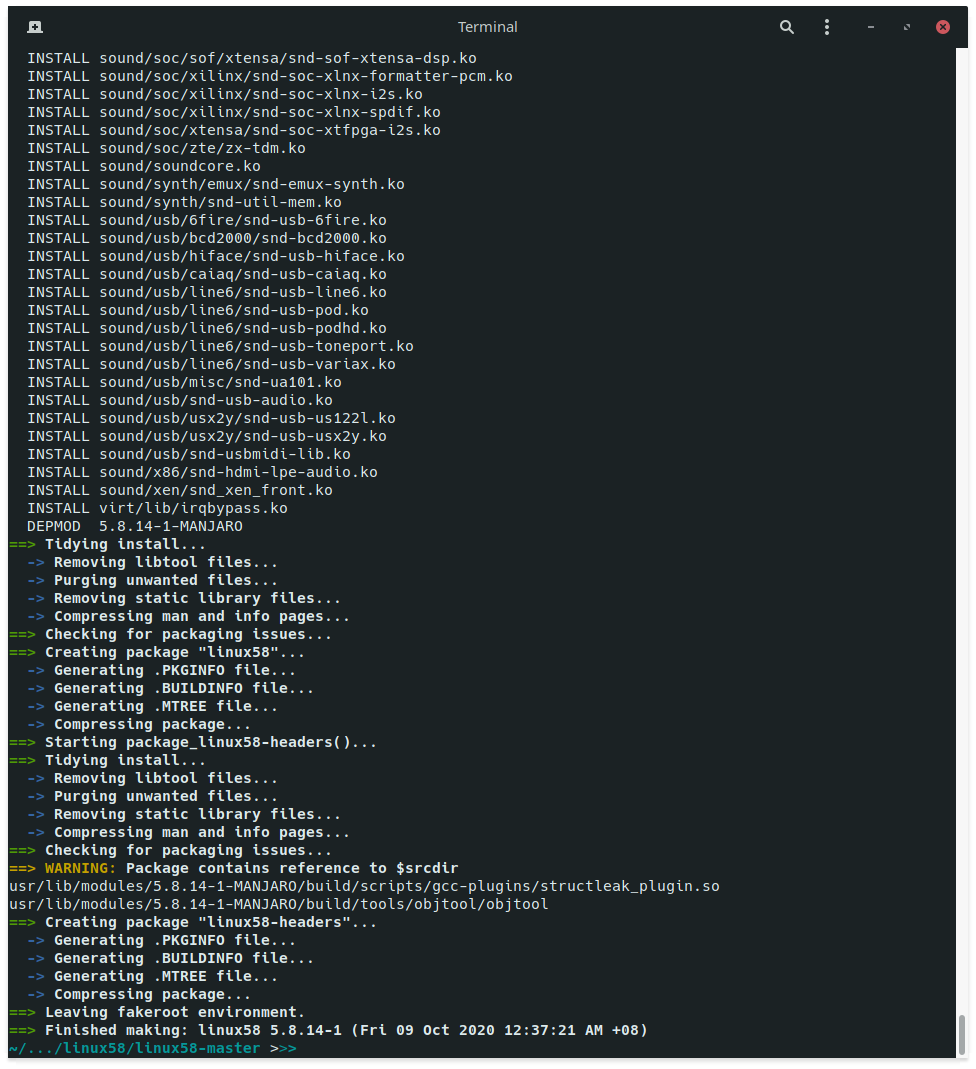 Terminal
INSTALL sound/soc/sof/xtensa/snd-sof-xtensa-dsp.ko
INSTALL sound/soc/xilinx/snd-soc-xlnx-formatter-pcm.ko
INSTALL sound/soc/xilinx/snd-soc-xlnx-i2s.ko
INSTALL sound/soc/xilinx/snd-soc-xlnx-spdif.ko
INSTALL sound/soc/xtensa/snd-soc-xtfpga-i2s.ko
INSTALL sound/soc/zte/zx-tdm.ko
INSTALL sound/soundcore.ko
INSTALL sound/synth/emux/snd-emux-synth.ko
INSTALL sound/synth/snd-util-mem.ko
INSTALL sound/usb/6fire/snd-usb-6fire.ko
INSTALL sound/usb/bcd2000/snd-bcd2000.ko
INSTALL sound/usb/hiface/snd-usb-hiface.ko
INSTALL sound/usb/caiaq/snd-usb-caiaq.ko
INSTALL sound/usb/line6/snd-usb-line6.ko
INSTALL sound/usb/line6/snd-usb-pod.ko
INSTALL sound/usb/line6/snd-usb-podhd.ko
INSTALL sound/usb/line6/snd-usb-toneport.ko
INSTALL sound/usb/line6/snd-usb-variax.ko
INSTALL sound/usb/misc/snd-ua101.ko
INSTALL sound/usb/snd-usb-audio.ko
INSTALL sound/usb/usx2y/snd-usb-us122l.ko
INSTALL sound/usb/usx2y/snd-usb-usx2y.ko
INSTALL sound/usb/snd-usbmidi-lib.ko
INSTALL sound/x86/snd-hdmi-lpe-audio.ko
INSTALL sound/xen/snd_xen_front.ko
INSTALL virt/lib/irqbypass.ko
DEPMOD  5.8.14-1-MANJARO
==> Tidying install...
-> Removing libtool files...
-> Purging unwanted files...
-> Removing static library files...
-> Compressing man and info pages...
==> Checking for packaging issues...
==> Creating package "linux58"...
-> Generating .PKGINFO file...
-> Generating .BUILDINFO file...
-> Generating .MTREE file...
-> Compressing package...
==> Starting package_linux58-headers()...
==> Tidying install...
-> Removing libtool files...
-> Purging unwanted files...
-> Removing static library files...
-> Compressing man and info pages...
==> Checking for packaging issues...
==> WARNING: Package contains reference to $srcdir
usr/lib/modules/5.8.14-1-MANJARO/build/scripts/gcc-plugins/structleak_plugin.so
usr/lib/modules/5.8.14-1-MANJARO/build/tools/objtool/objtool
==> Creating package "linux58-headers"...
-> Generating .PKGINFO file...
-> Generating .BUILDINFO file...
-> Generating .MTREE file...
-> Compressing package...
==> Leaving fakeroot environment.
==> Finished making: linux58 5.8.14-1 (Fri 09 Oct 2020 12:37:21 AM +08)
~/.../linux58/linux58-master >>>